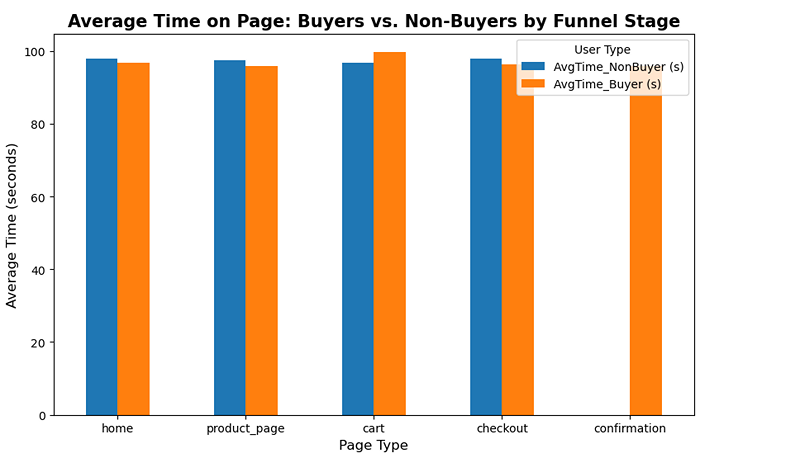 Average Time on Page: Buyers vs. Non-Buyers by Funnel Stage
User Type
AvgTime_NonBuyer (s)
AvgTime_Buyer (s)
100
80
60
40
20
0
Average Time (seconds)
home product_page cart checkout confirmation
Page Type